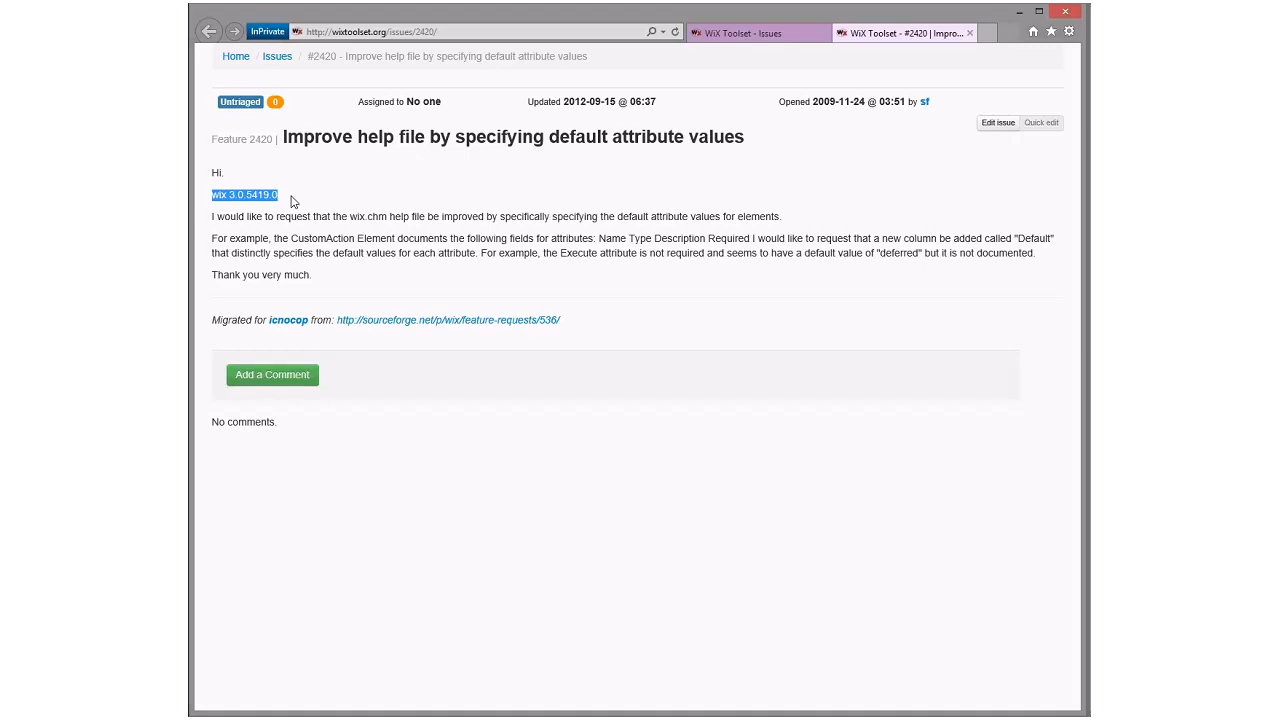 InPrivate http://wixtoolset.org/issues/2420/ WiX Toolset - Issues WiX Toolset - #2420 | Impro...
Home / Issues / #2420 - Improve help file by specifying default attribute values
Untriaged 0 Assigned to No one Updated 2012-09-15 @ 06:37 Opened 2009-11-24 @ 03:51 by sf
Edit issue Quick edit
Feature 2420 | Improve help file by specifying default attribute values
Hi.
wix 3.0.5419.0
I would like to request that the wix.chm help file be improved by specifically specifying the default attribute values for elements.
For example, the CustomAction Element documents the following fields for attributes: Name Type Description Required I would like to request that a new column be added called "Default"
that distinctly specifies the default values for each attribute. For example, the Execute attribute is not required and seems to have a default value of "deferred" but it is not documented.
Thank you very much.
Migrated for icnocop from: http://sourceforge.net/p/wix/feature-requests/536/
Add a Comment
No comments.